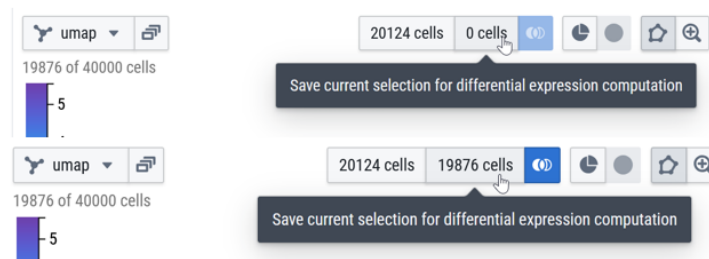 umap 20124 cells 0 cells
19876 of 40000 cells
Save current selection for differential expression computation
5
umap 20124 cells 19876 cells
19876 of 40000 cells
Save current selection for differential expression computation
5